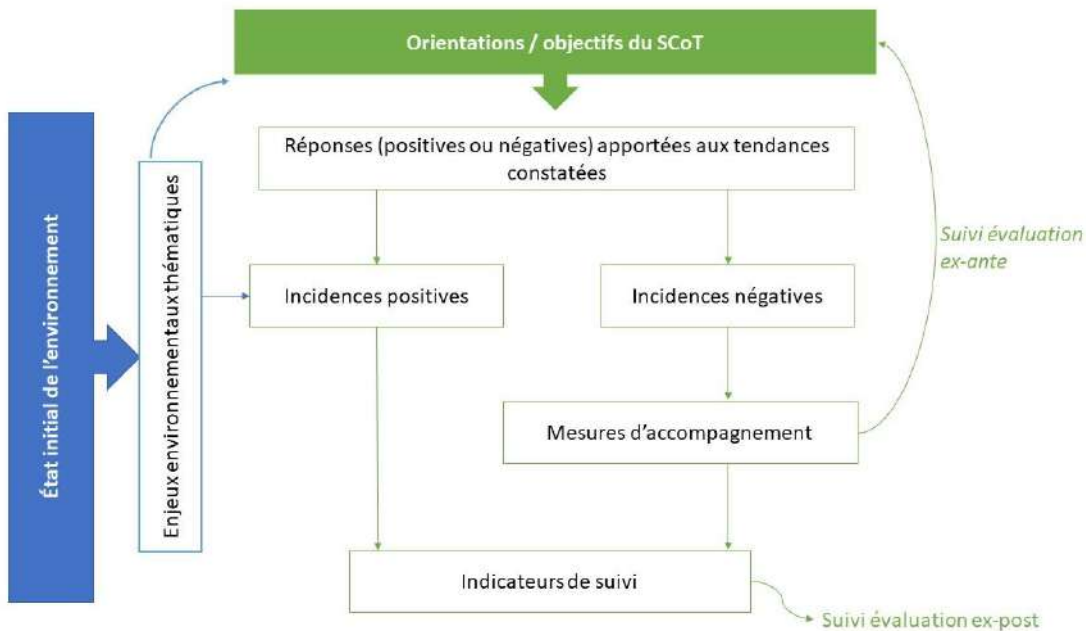 Orientations / objectifs du SCoT
Réponses (positives ou négatives) apportées aux tendances
constatées
État initial de l'environnement
Enjeux environnementaux thématiques
Suivi évaluation
ex-ante
Incidences positives
Incidences négatives
Mesures d'accompagnement
Indicateurs de suivi
Suivi évaluation ex-post